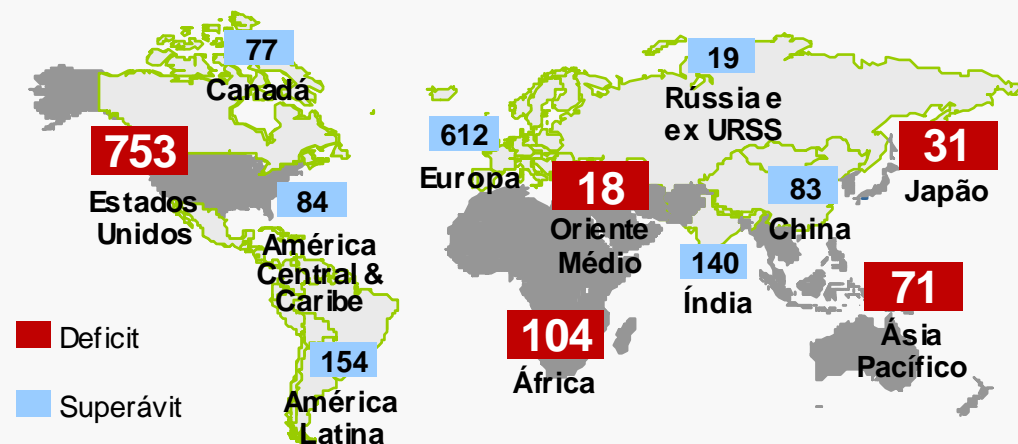 77
Canadá
753
Estados
Unidos
84
América
Central &
Caribe
154
América
Latina
612
Europa
19
Rússia e
ex URSS
18
Oriente
Médio
83
China
31
Japão
140
Índia
104
África
71
Ásia
Pacífico
Deficit
Superávit